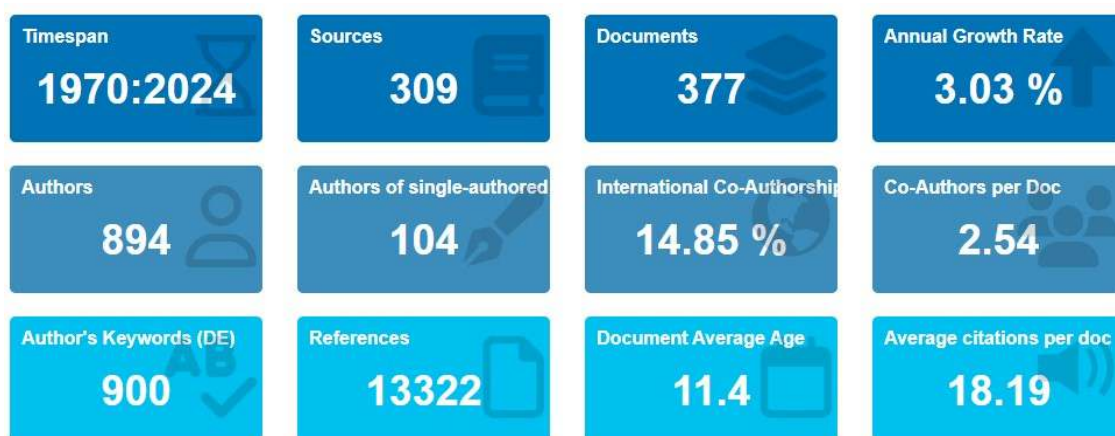 Timespan
1970:2024
Sources
309
Documents
377
Annual Growth Rate
3.03 %
Authors
894
Authors of single-authored
104
International Co-Authorship
14.85 %
Co-Authors per Doc
2.54
Author's Keywords (DE)
AB
900
References
13322
Document Average Age
11.4
Average citations per doc
18.19